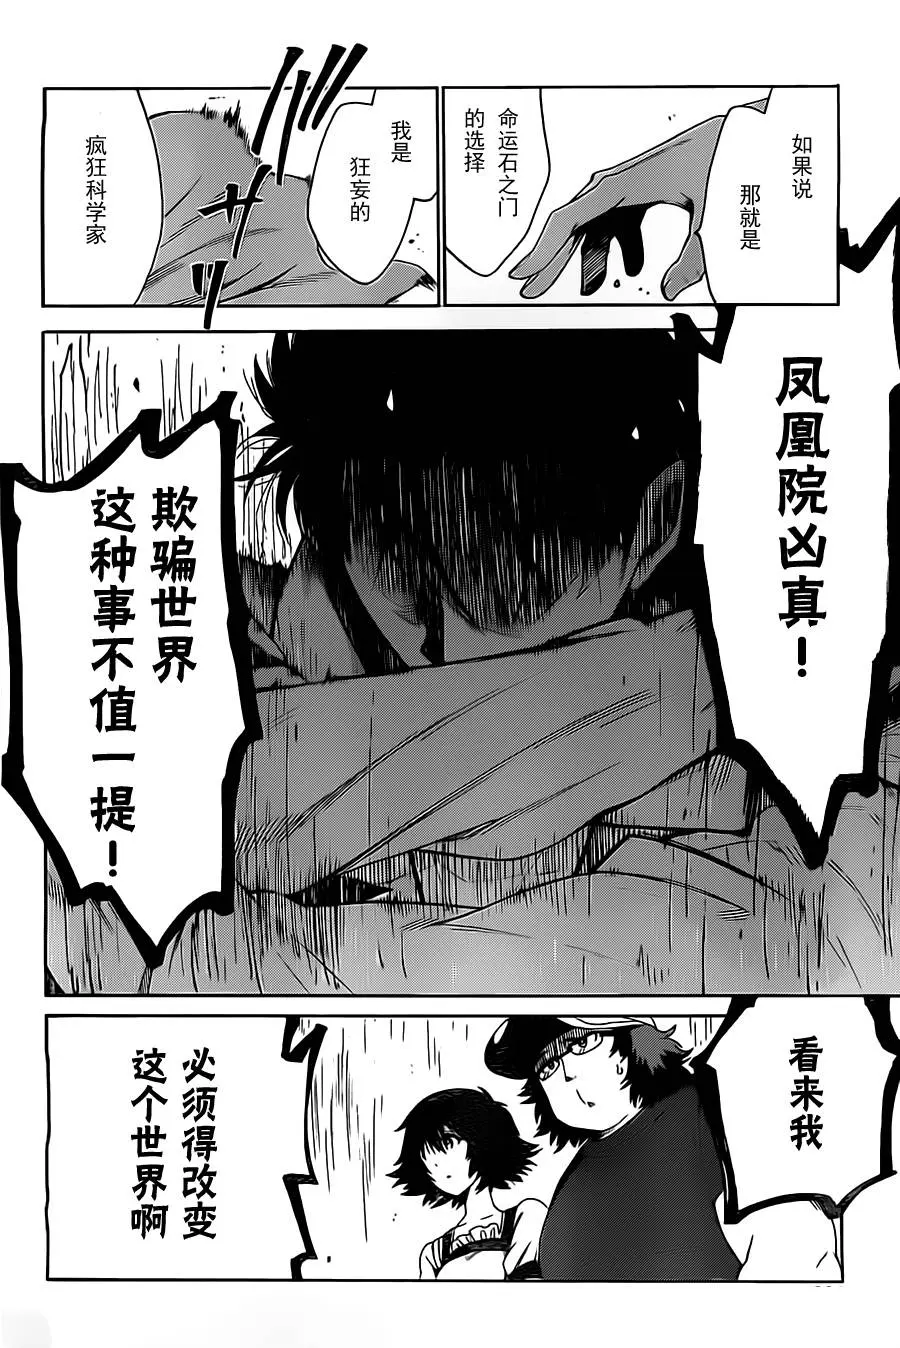 如果说
那就是
命运石之门
的选择
我是
狂妄的
疯狂科学家
ザッ
凤凰院凶真！
欺骗世界
这种事不值一提！
看来我
必须得改变
这个世界啊